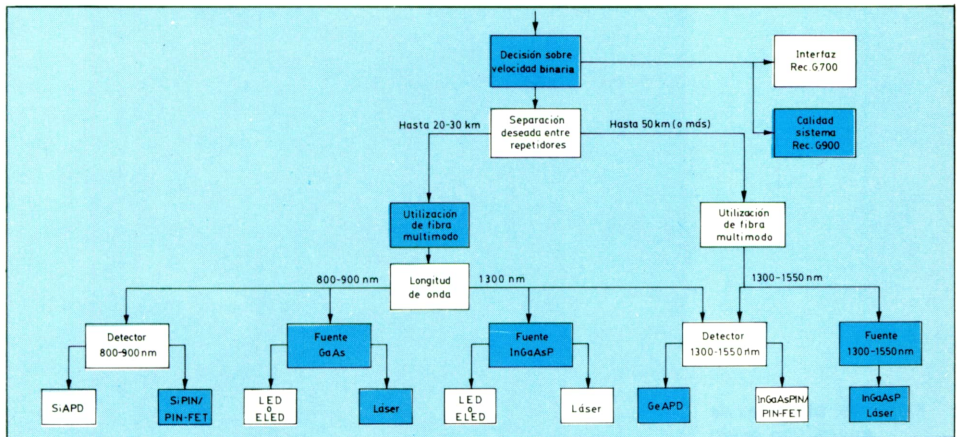 Decisión sobre
velocidad binaria
Interfaz
Rec. G700
Calidad
sistema
Rec. G900
Hasta 20-30 km
Separación
deseada entre
repetidores
Hasta 50 km (o más)
Utilización
de fibra
multimodo
Utilización
de fibra
multimodo
800-900 nm
Longitud
de onda
1300 nm
1300-1550 nm
Detector
800-900 nm
Fuente
GaAs
Fuente
InGaAsP
Detector
1300-1550 nm
Fuente
1300-1550 nm
SiAPD
SiPIN/
PIN-FET
LED
o
ELED
Láser
LED
o
ELED
Láser
GeAPD
InGaAsPIN/
PIN-FET
InGaAsP
Láser